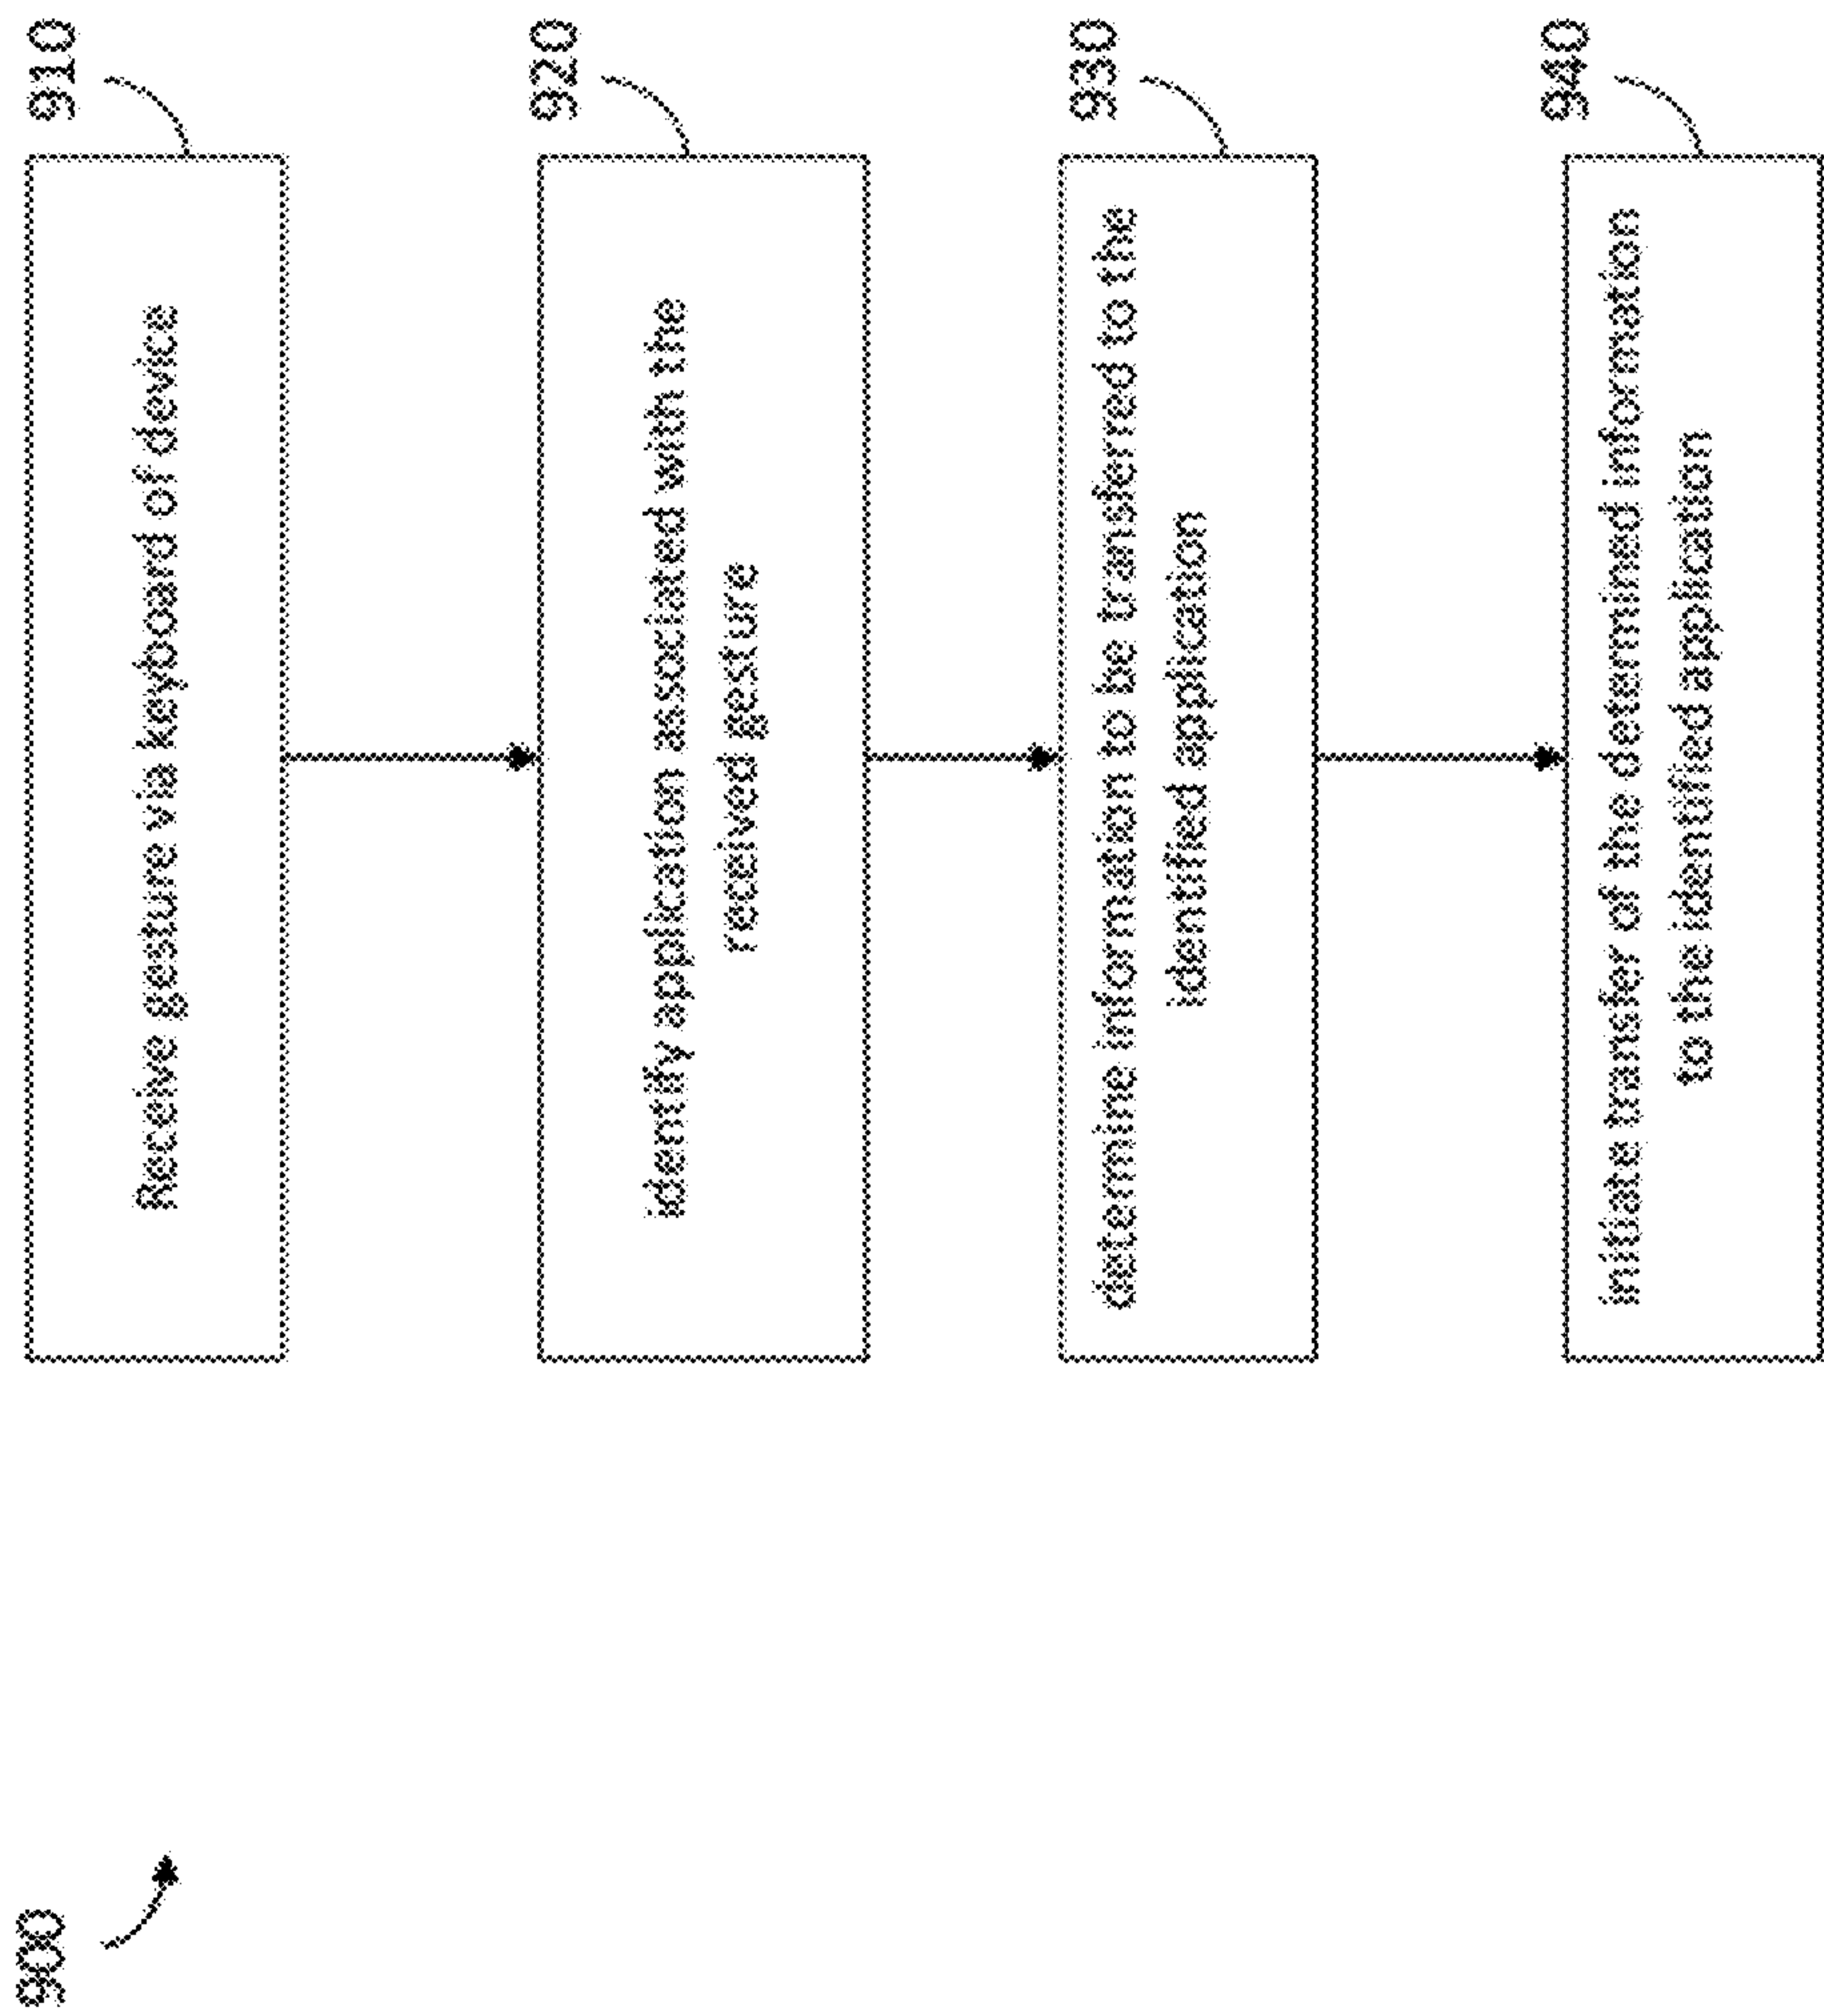 900
Receive gesture via keyboard of device
910
identify application associated with the
received gesture
920
determine information to be transferred to the
identified application
930
initiate transfer of the determined information
to the identified application
940